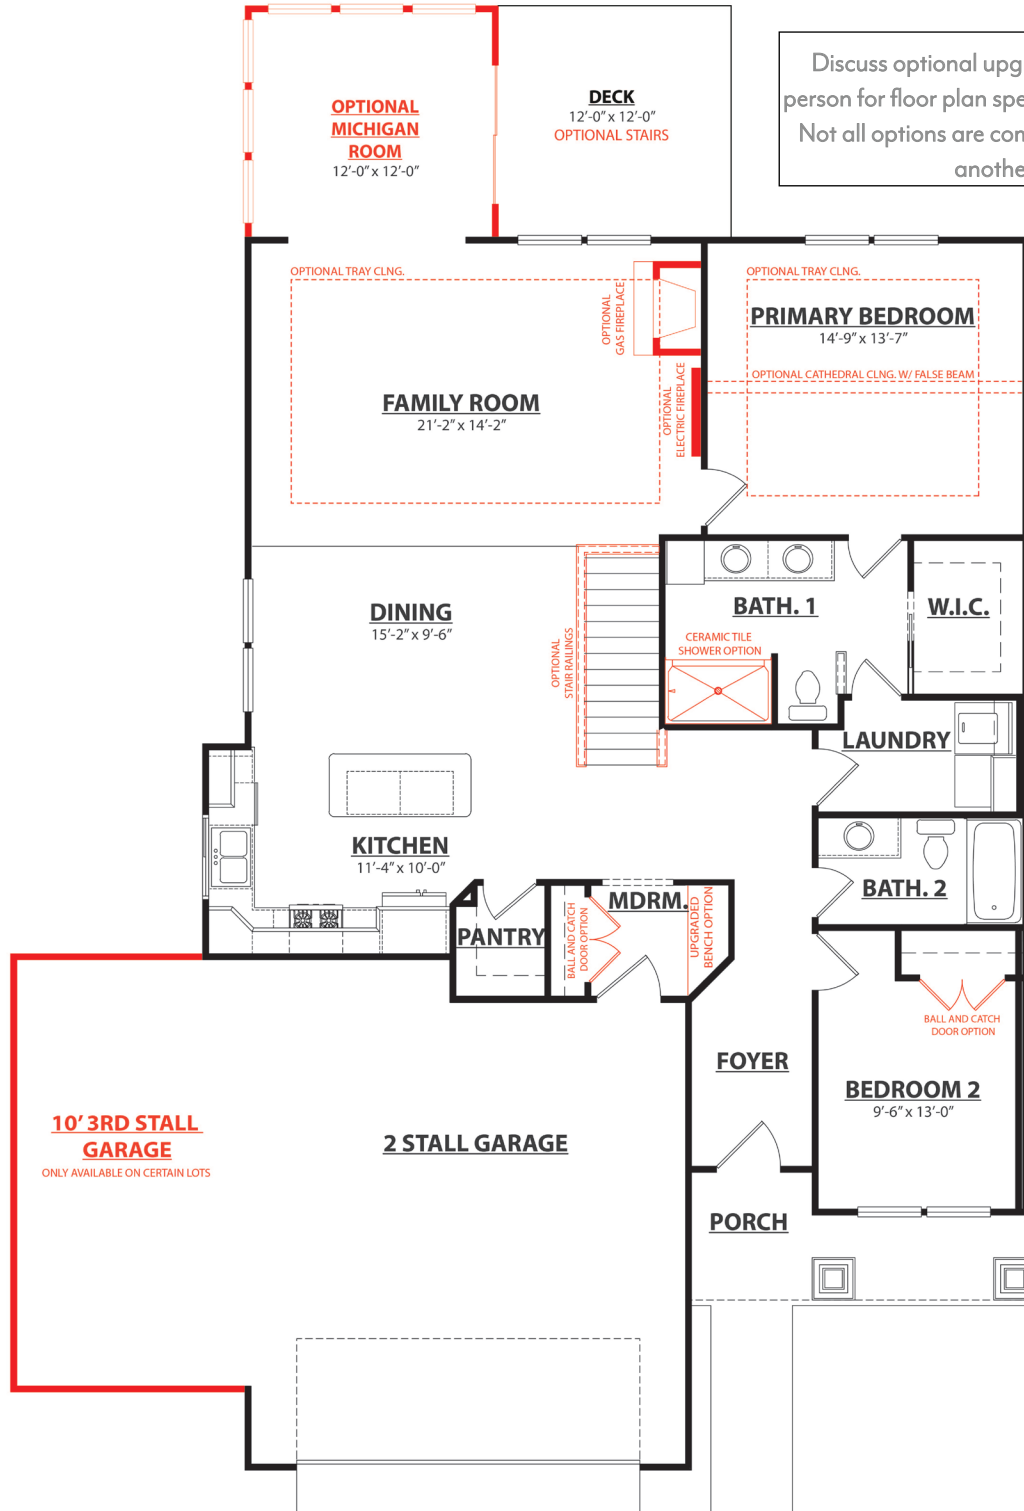 Discuss optional upg
person for floor plan spe
Not all options are con
anothe
OPTIONAL
MICHIGAN
ROOM
12'-0" x 12'-0"
DECK
12'-0" x 12'-0"
OPTIONAL STAIRS
OPTIONAL TRAY CLNG.
OPTIONAL
GAS FIREPLACE
OPTIONAL TRAY CLNG.
PRIMARY BEDROOM
14'-9" x 13'-7"
OPTIONAL CATHEDRAL CLNG. W/ FALSE BEAM
FAMILY ROOM
21'-2" x 14'-2"
OPTIONAL
ELECTRIC FIREPLACE
DINING
15'-2" x 9'-6"
OPTIONAL
STAIR RAILINGS
BATH. 1
W.I.C.
CERAMIC TILE
SHOWER OPTION
LAUNDRY
KITCHEN
11'-4" x 10'-0"
BATH. 2
PANTRY
BALL AND CATCH
DOOR OPTION
MDRM.
UPGRADED
BENCH OPTION
BALL AND CATCH
DOOR OPTION
FOYER
BEDROOM 2
9'-6" x 13'-0"
10' 3RD STALL
GARAGE
ONLY AVAILABLE ON CERTAIN LOTS
2 STALL GARAGE
PORCH